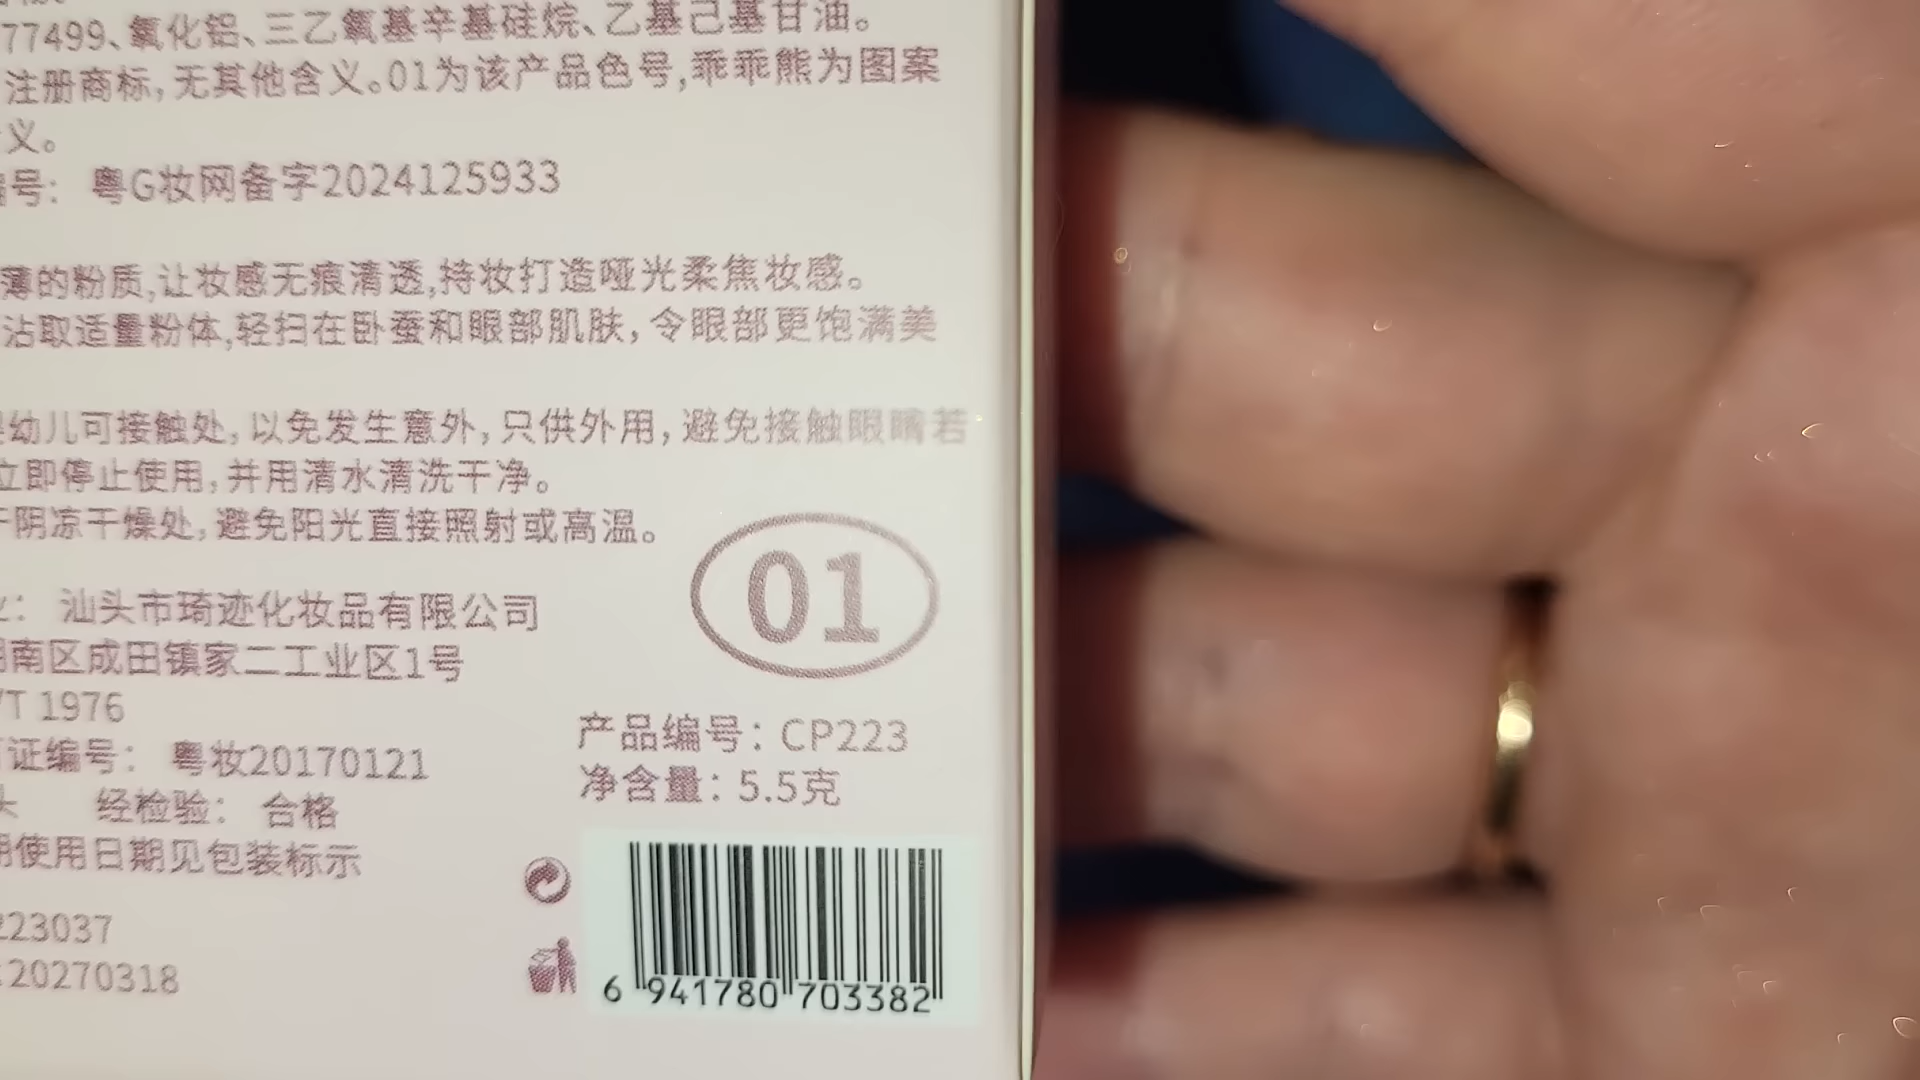 77499、氧化铝、三乙氧基辛基硅烷、乙基己基甘油。
注册商标,无其他含义。01为该产品色号,乖乖熊为图案
义。
号: 粤G妆网备字2024125933
薄的粉质,让妆感无痕清透,持妆打造哑光柔焦妆感。
沾取适量粉体,轻扫在卧蚕和眼部肌肤,令眼部更饱满美
幼儿可接触处,以免发生意外,只供外用,避免接触眼睛若
立即停止使用,并用清水清洗干净。
阴凉干燥处,避免阳光直接照射或高温。
01
: 汕头市琦迹化妆品有限公司
南区成田镇家二工业区1号
/T 1976
产品编号: CP223
证编号: 粤妆20170121
净含量: 5.5克
经检验: 合格
使用日期见包装标示
23037
20270318
6 941780 703382